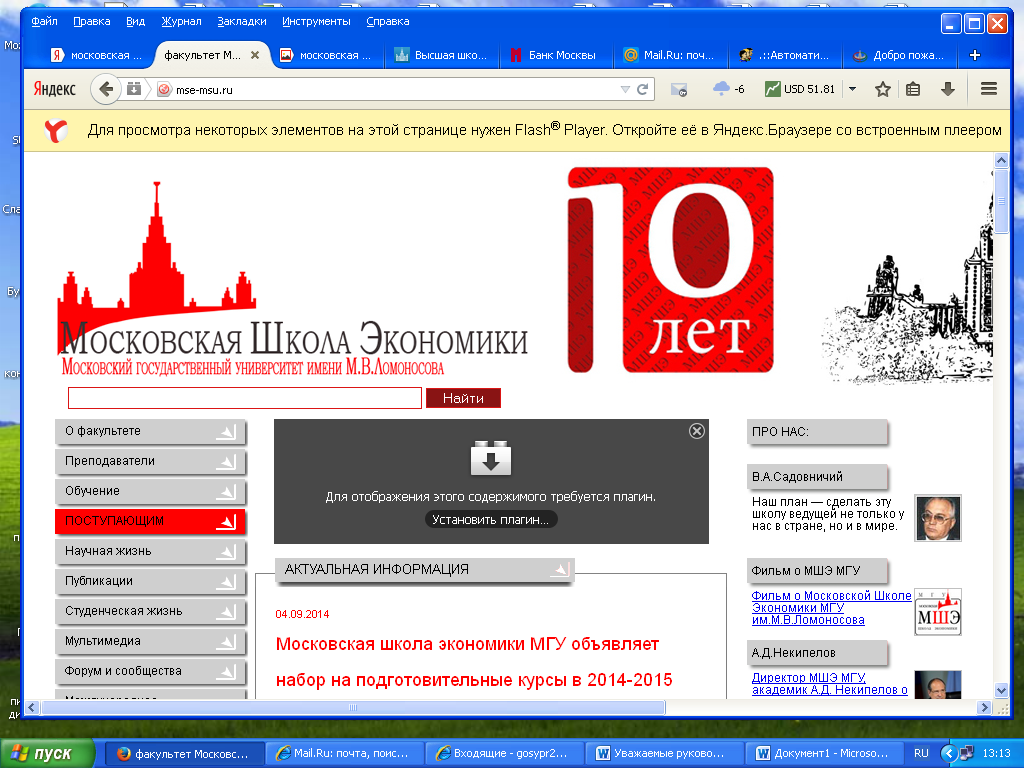 Файл Правка Вид Журнал Закладки Инструменты Справка
московская ... факультет М... московская ... Высшая шко... Банк Москвы Mail.Ru: поч... .::Автомати... Добро пожа...
Яндекс mse-msu.ru -6 USD 51.81
Для просмотра некоторых элементов на этой странице нужен Flash® Player. Откройте её в Яндекс.Браузере со встроенным плеером
10
лет
Московская Школа Экономики
Московский государственный университет имени М.В.Ломоносова
Найти
О факультете
Преподаватели
Обучение
ПОСТУПАЮЩИМ
Научная жизнь
Публикации
Студенческая жизнь
Мультимедиа
Форум и сообщества
Для отображения этого содержимого требуется плагин.
Установить плагин...
АКТУАЛЬНАЯ ИНФОРМАЦИЯ
04.09.2014
Московская школа экономики МГУ объявляет
набор на подготовительные курсы в 2014-2015
ПРО НАС:
В.А.Садовничий
Наш план — сделать эту
школу ведущей не только у
нас в стране, но и в мире.
Фильм о МШЭ МГУ
Фильм о Московской Школе
Экономики МГУ
им.М.В.Ломоносова
МГУ
МШЭ
А.Д.Некипелов
Директор МШЭ МГУ,
академик А.Д. Некипелов о
пуск факультет Московс... Mail.Ru: почта, поис... Входящие - gosypr2... Уважаемые руково... Документ1 - Microso... RU 13:13